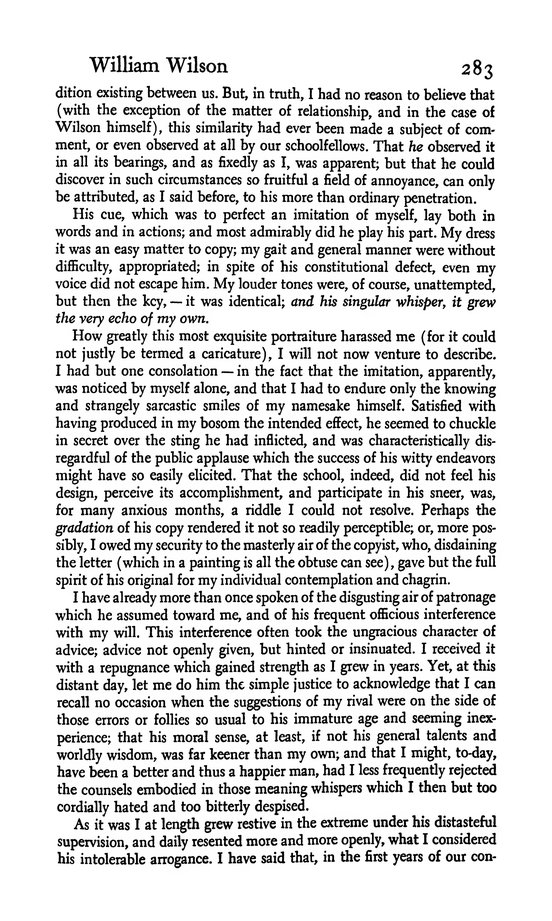 William Wilson 283
dition existing between us. But, in truth, I had no reason to believe that
(with the exception of the matter of relationship, and in the case of
Wilson himself), this similarity had ever been made a subject of com-
ment, or even observed at all by our schoolfellows. That he observed it
in all its bearings, and as fixedly as I, was apparent; but that he could
discover in such circumstances so fruitful a field of annoyance, can only
be attributed, as I said before, to his more than ordinary penetration.
His cue, which was to perfect an imitation of myself, lay both in
words and in actions; and most admirably did he play his part. My dress
it was an easy matter to copy; my gait and general manner were without
difficulty, appropriated; in spite of his constitutional defect, even my
voice did not escape him. My louder tones were, of course, unattempted,
but then the key, — it was identical; and his singular whisper, it grew
the very echo of my own.
How greatly this most exquisite portraiture harassed me (for it could
not justly be termed a caricature), I will not now venture to describe.
I had but one consolation — in the fact that the imitation, apparently,
was noticed by myself alone, and that I had to endure only the knowing
and strangely sarcastic smiles of my namesake himself. Satisfied with
having produced in my bosom the intended effect, he seemed to chuckle
in secret over the sting he had inflicted, and was characteristically dis-
regardful of the public applause which the success of his witty endeavors
might have so easily elicited. That the school, indeed, did not feel his
design, perceive its accomplishment, and participate in his sneer, was,
for many anxious months, a riddle I could not resolve. Perhaps the
gradation of his copy rendered it not so readily perceptible; or, more pos-
sibly, I owed my security to the masterly air of the copyist, who, disdaining
the letter (which in a painting is all the obtuse can see), gave but the full
spirit of his original for my individual contemplation and chagrin.
I have already more than once spoken of the disgusting air of patronage
which he assumed toward me, and of his frequent officious interference
with my will. This interference often took the ungracious character of
advice; advice not openly given, but hinted or insinuated. I received it
with a repugnance which gained strength as I grew in years. Yet, at this
distant day, let me do him the simple justice to acknowledge that I can
recall no occasion when the suggestions of my rival were on the side of
those errors or follies so usual to his immature age and seeming inex-
perience; that his moral sense, at least, if not his general talents and
worldly wisdom, was far keener than my own; and that I might, to-day,
have been a better and thus a happier man, had I less frequently rejected
the counsels embodied in those meaning whispers which I then but too
cordially hated and too bitterly despised.
As it was I at length grew restive in the extreme under his distasteful
supervision, and daily resented more and more openly, what I considered
his intolerable arrogance. I have said that, in the first years of our con-